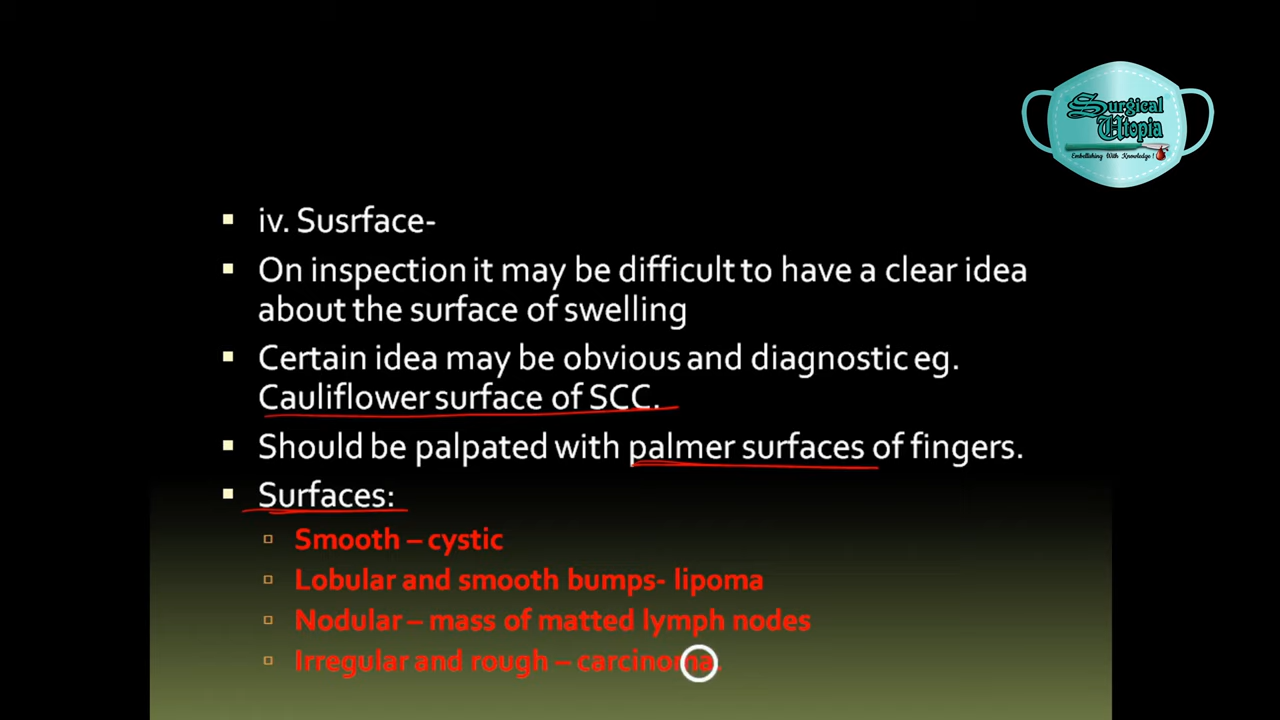 Surgical
Utopia
Embellishing With Knowledge !
iv. Susrface-
On inspection it may be difficult to have a clear idea
about the surface of swelling
Certain idea may be obvious and diagnostic eg.
Cauliflower surface of SCC.
Should be palpated with palmer surfaces of fingers.
Surfaces:
Smooth – cystic
Lobular and smooth bumps- lipoma
Nodular – mass of matted lymph nodes
Irregular and rough – carcinoma.